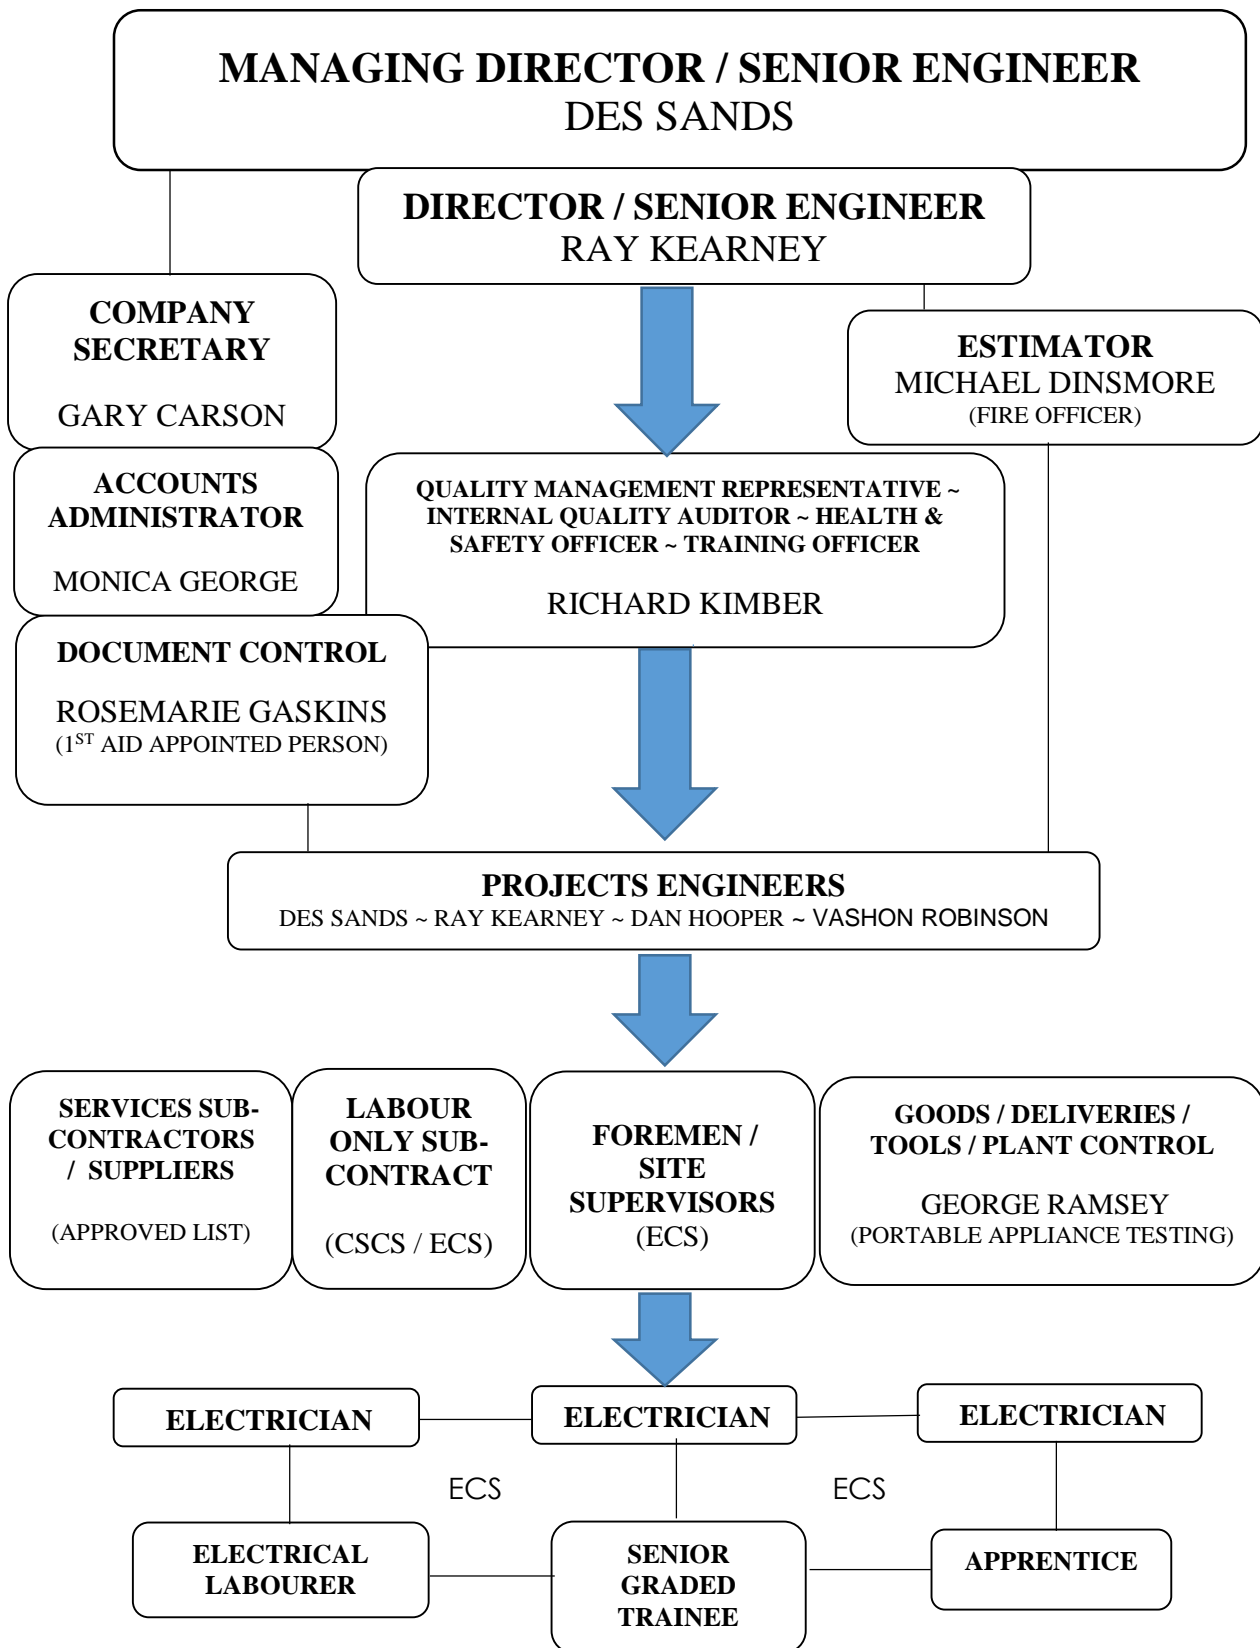 MANAGING DIRECTOR / SENIOR ENGINEER
DES SANDS
DIRECTOR / SENIOR ENGINEER
RAY KEARNEY
COMPANY
SECRETARY
GARY CARSON
ESTIMATOR
MICHAEL DINSMORE
(FIRE OFFICER)
ACCOUNTS
ADMINISTRATOR
MONICA GEORGE
QUALITY MANAGEMENT REPRESENTATIVE ~
INTERNAL QUALITY AUDITOR ~ HEALTH &
SAFETY OFFICER ~ TRAINING OFFICER
RICHARD KIMBER
DOCUMENT CONTROL
ROSEMARIE GASKINS
(1ST AID APPOINTED PERSON)
PROJECTS ENGINEERS
DES SANDS ~ RAY KEARNEY ~ DAN HOOPER ~ VASHON ROBINSON
SERVICES SUB-
CONTRACTORS
/ SUPPLIERS
(APPROVED LIST)
LABOUR
ONLY SUB-
CONTRACT
(CSCS / ECS)
FOREMEN /
SITE
SUPERVISORS
(ECS)
GOODS / DELIVERIES /
TOOLS / PLANT CONTROL
GEORGE RAMSEY
(PORTABLE APPLIANCE TESTING)
ELECTRICIAN
ELECTRICIAN
ELECTRICIAN
ECS
ECS
ELECTRICAL
LABOURER
SENIOR
GRADED
TRAINEE
APPRENTICE